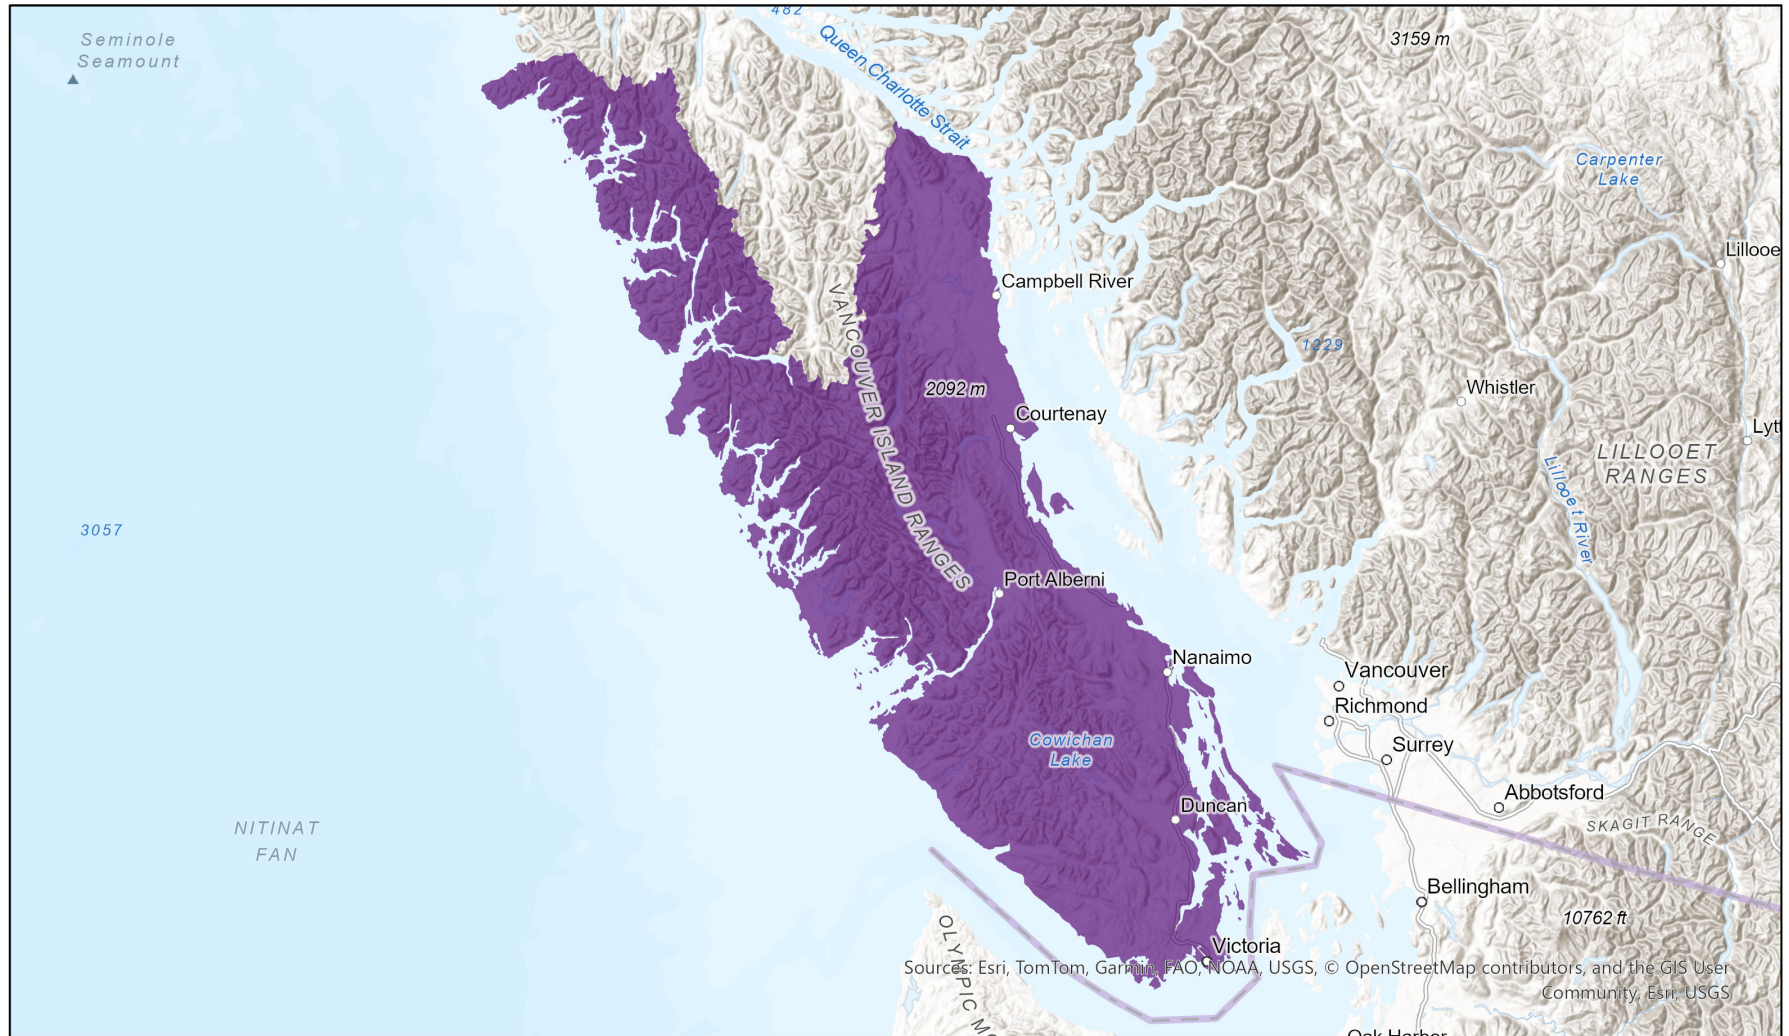 482
Seminole
Seamount
Queen Charlotte Strait
3159 m
Carpenter
Lake
Campbell River
1229
2092 m
Whistler
Courtenay
VANCOUVER ISLAND RANGES
LILLOOET
RANGES
Lillooet River
3057
Port Alberni
Nanaimo
Vancouver
Richmond
Cowichan
Lake
Surrey
Duncan
Abbotsford
NITINAT
FAN
SKAGIT RANGE
Bellingham
10762 ft
OLYMPIC
Victoria
Sources: Esri, TomTom, Garmin, FAO, NOAA, USGS, © OpenStreetMap contributors, and the GIS User
Community, Esri, USGS